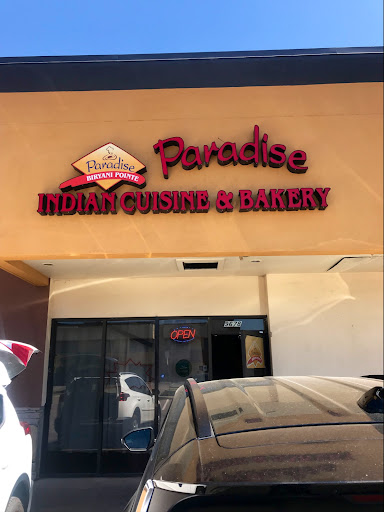 Paradise
BIRYANI POINTE
Paradise
INDIAN CUISINE & BAKERY
OPEN